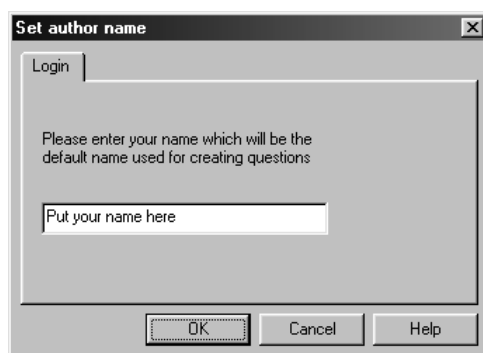 Set author name
Login
Please enter your name which will be the
default name used for creating questions
Put your name here
OK Cancel Help